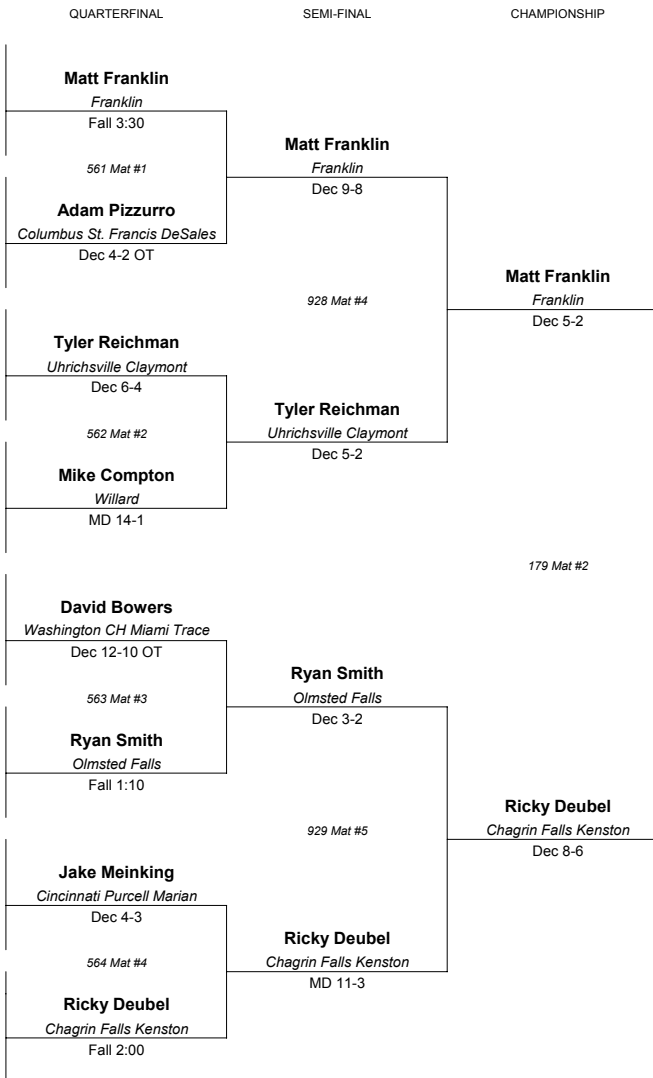 QUARTERFINAL SEMI-FINAL CHAMPIONSHIP
Matt Franklin
Franklin
Fall 3:30
561 Mat #1
Adam Pizzurro
Columbus St. Francis DeSales
Dec 4-2 OT
Tyler Reichman
Uhrichsville Claymont
Dec 6-4
562 Mat #2
Mike Compton
Willard
MD 14-1
David Bowers
Washington CH Miami Trace
Dec 12-10 OT
563 Mat #3
Ryan Smith
Olmsted Falls
Fall 1:10
Jake Meinking
Cincinnati Purcell Marian
Dec 4-3
564 Mat #4
Ricky Deubel
Chagrin Falls Kenston
Fall 2:00
Matt Franklin
Franklin
Dec 9-8
928 Mat #4
Tyler Reichman
Uhrichsville Claymont
Dec 5-2
Ryan Smith
Olmsted Falls
Dec 3-2
929 Mat #5
Ricky Deubel
Chagrin Falls Kenston
MD 11-3
Matt Franklin
Franklin
Dec 5-2
179 Mat #2
Ricky Deubel
Chagrin Falls Kenston
Dec 8-6